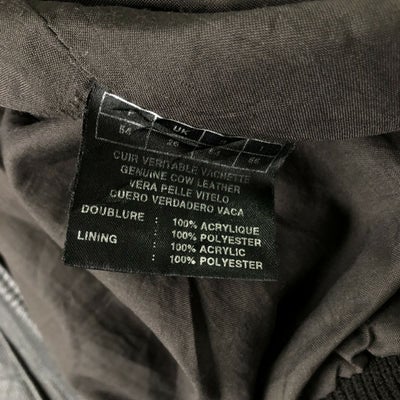 F UK I
54 26 56
CUIR VERITABLE VACHETTE
GENUINE COW LEATHER
VERA PELLE VITELO
CUERO VERDADERO VACA
DOUBLURE : 100% ACRYLIQUE
: 100% POLYESTER
LINING : 100% ACRYLIC
: 100% POLYESTER